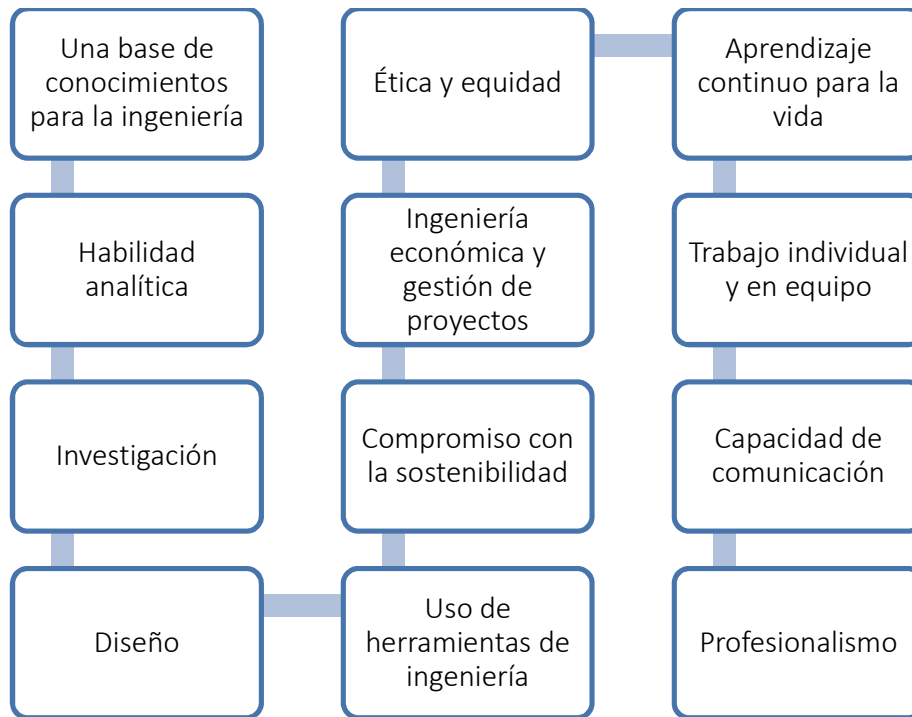 Una base de
conocimientos
para la ingeniería
Habilidad
analítica
Investigación
Diseño
Uso de
herramientas de
ingeniería
Compromiso con
la sostenibilidad
Ingeniería
económica y
gestión de
proyectos
Ética y equidad
Aprendizaje
continuo para la
vida
Trabajo individual
y en equipo
Capacidad de
comunicación
Profesionalismo